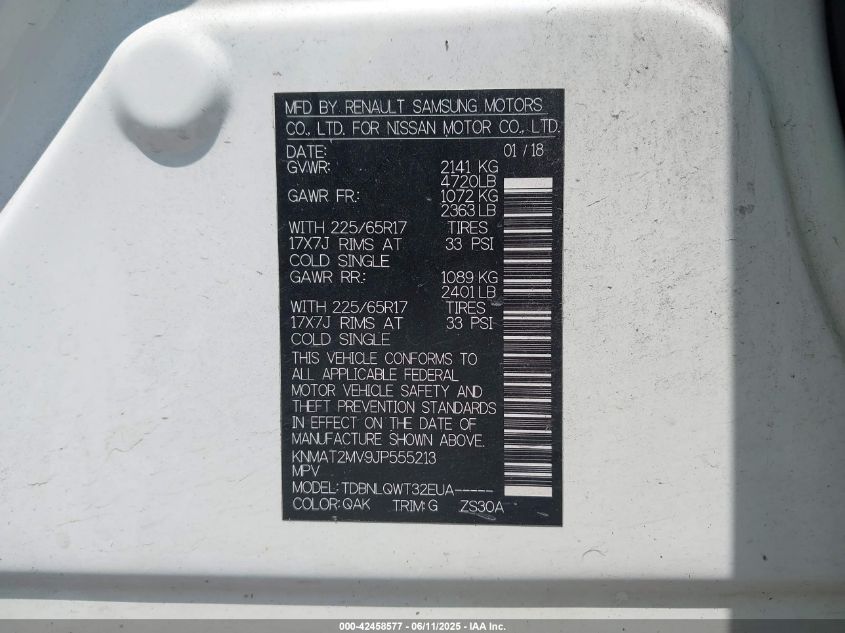 MFD BY RENAULT SAMSUNG MOTORS
CO., LTD. FOR NISSAN MOTOR CO., LTD.
DATE: 01 / 18
GVWR: 2141 KG
4720LB
GAWR FR.: 1072 KG
2363 LB
WITH 225/65R17 TIRES
17X7J RIMS AT 33 PSI
COLD SINGLE
GAWR RR.: 1089 KG
2401 LB
WITH 225/65R17 TIRES
17X7J RIMS AT 33 PSI
COLD SINGLE
THIS VEHICLE CONFORMS TO
ALL APPLICABLE FEDERAL
MOTOR VEHICLE SAFETY AND
THEFT PREVENTION STANDARDS
IN EFFECT ON THE DATE OF
MANUFACTURE SHOWN ABOVE.
KNMAT2MV9JP555213
MPV
MODEL: TDBNLQWT32EUA-----
COLOR: QAK TRIM: G ZS30A
000-42458577 - 06/11/2025 - IAA Inc.